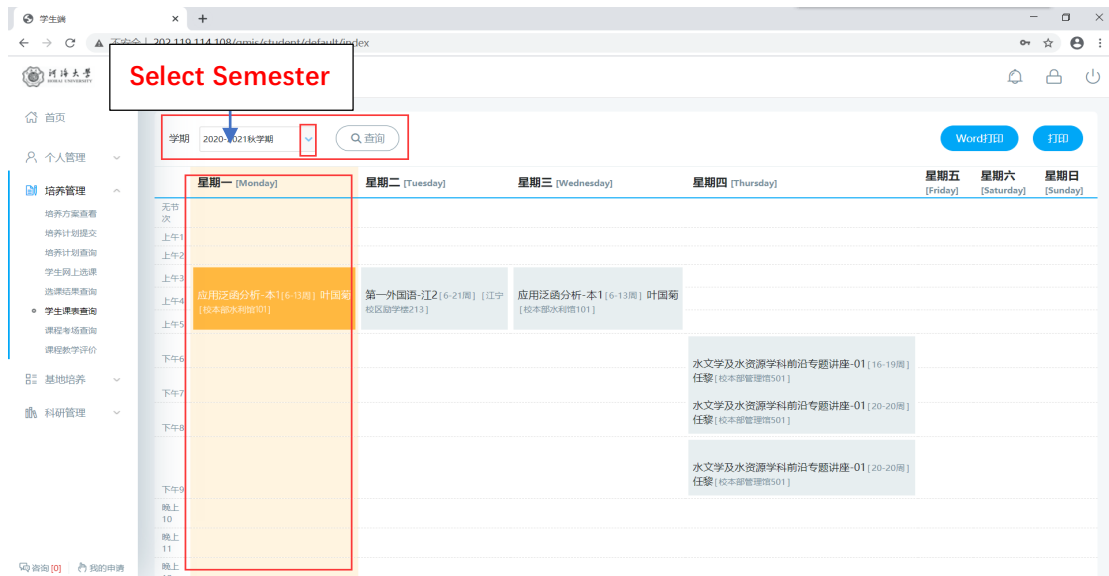 学生端
202.119.114.108/gmis/student/default/index
河海大学
HOHAI UNIVERSITY
Select Semester
首页
个人管理
培养管理
培养方案查看
培养计划提交
培养计划查询
学生网上选课
选课结果查询
学生课表查询
课程考场查询
课程教学评价
基地培养
科研管理
咨询[0]
我的申请
学期
2020-2021秋学期
查询
Word打印
打印
星期一 [Monday]
星期二 [Tuesday]
星期三 [Wednesday]
星期四 [Thursday]
星期五
[Friday]
星期六
[Saturday]
星期日
[Sunday]
无节
次
上午1
上午2
上午3
上午4
上午5
应用泛函分析-本1[6-13周] 叶国菊
[校本部水利馆101]
第一外国语-江2[6-21周] [江宁
校区励学楼213]
应用泛函分析-本1[6-13周] 叶国菊
[校本部水利馆101]
下午6
下午7
下午8
水文学及水资源学科前沿专题讲座-01[16-19周]
任黎[校本部管理馆501]
水文学及水资源学科前沿专题讲座-01[20-20周]
任黎[校本部管理馆501]
下午9
水文学及水资源学科前沿专题讲座-01[20-20周]
任黎[校本部管理馆501]
晚上
10
晚上
11
晚上